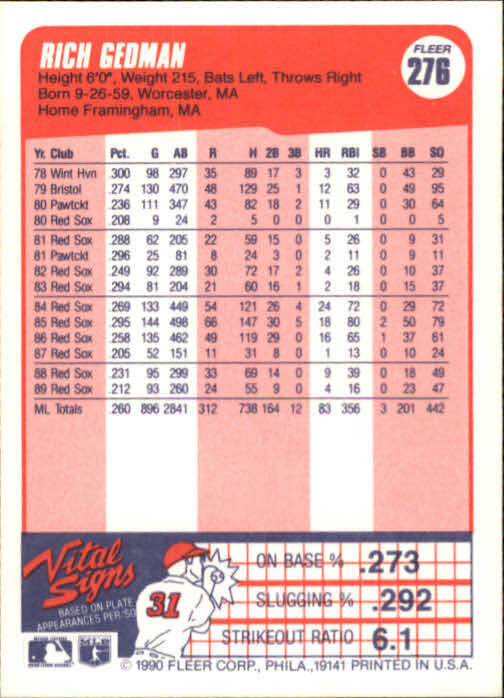 RICH GEDMAN
FLEER
276
Height 6'0", Weight 215, Bats Left, Throws Right
Born 9-26-59, Worcester, MA
Home Framingham, MA
Yr. Club Pct. G AB R H 2B 3B HR RBI SB BB SO
78 Wint Hvn .300 98 297 35 89 17 3 3 32 0 43 29
79 Bristol .274 130 470 48 129 25 1 12 63 0 49 95
80 Pawtckt .236 111 347 43 82 18 2 11 29 0 30 64
80 Red Sox .208 9 24 2 5 0 0 0 1 0 0 5
81 Red Sox .288 62 205 22 59 15 0 5 26 0 9 31
81 Pawtckt .296 25 81 8 24 3 0 2 11 0 9 11
82 Red Sox .249 92 289 30 72 17 2 4 26 0 10 37
83 Red Sox .294 81 204 21 60 16 1 2 18 0 15 37
84 Red Sox .269 133 449 54 121 26 4 24 72 0 29 72
85 Red Sox .295 144 498 66 147 30 5 18 80 2 50 79
86 Red Sox .258 135 462 49 119 29 0 16 65 1 37 61
87 Red Sox .205 52 151 11 31 8 0 1 13 0 10 24
88 Red Sox .231 95 299 33 69 14 0 9 39 0 18 49
89 Red Sox .212 93 260 24 55 9 0 4 16 0 23 47
ML Totals .260 896 2841 312 738 164 12 83 356 3 201 442
Vital
Signs
BASED ON PLATE
APPEARANCES PER SO
31
ON BASE % .273
SLUGGING % .292
STRIKEOUT RATIO 6.1
© 1990 FLEER CORP., PHILA., 19141 PRINTED IN U.S.A.